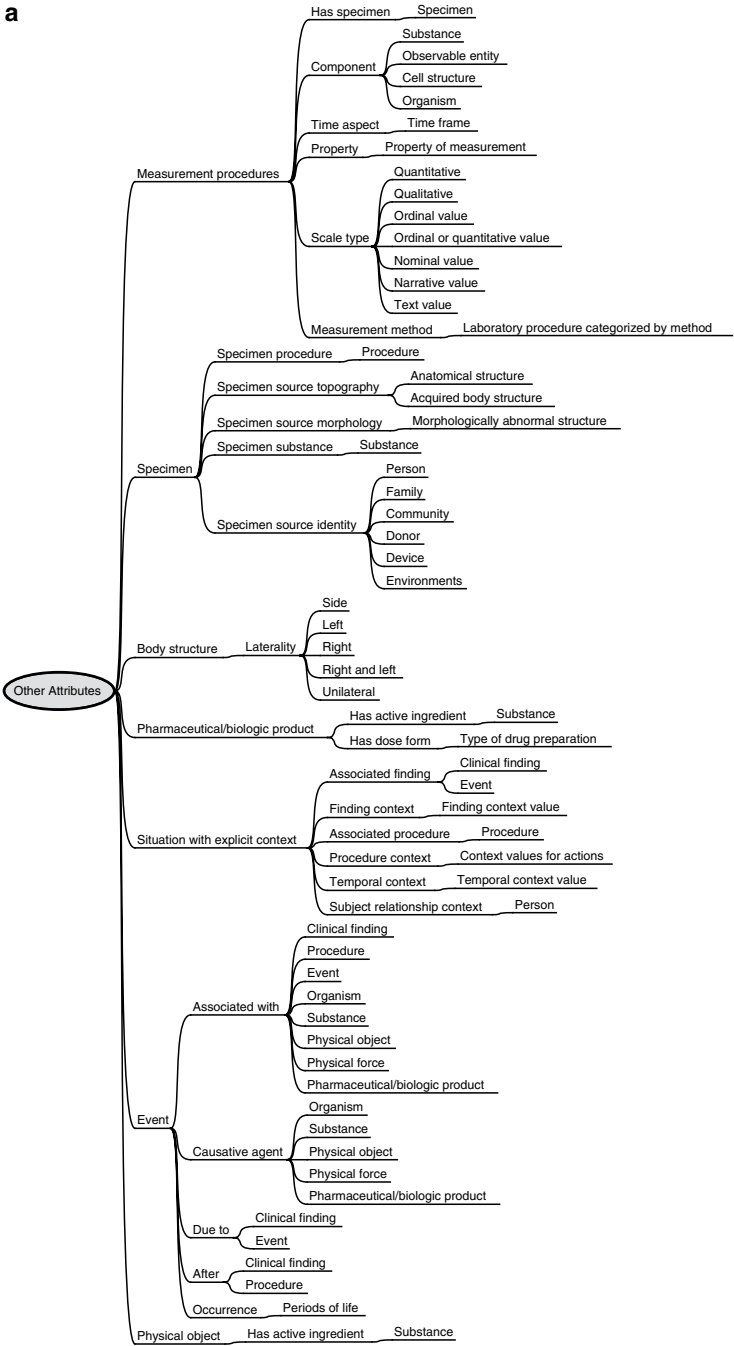 a
Other Attributes
Measurement procedures
Has specimen
Specimen
Component
Substance
Observable entity
Cell structure
Organism
Time aspect
Time frame
Property
Property of measurement
Scale type
Quantitative
Qualitative
Ordinal value
Ordinal or quantitative value
Nominal value
Narrative value
Text value
Measurement method
Laboratory procedure categorized by method
Specimen
Specimen procedure
Procedure
Specimen source topography
Anatomical structure
Acquired body structure
Specimen source morphology
Morphologically abnormal structure
Specimen substance
Substance
Specimen source identity
Person
Family
Community
Donor
Device
Environments
Body structure
Laterality
Side
Left
Right
Right and left
Unilateral
Pharmaceutical/biologic product
Has active ingredient
Substance
Has dose form
Type of drug preparation
Situation with explicit context
Associated finding
Clinical finding
Event
Finding context
Finding context value
Associated procedure
Procedure
Procedure context
Context values for actions
Temporal context
Temporal context value
Subject relationship context
Person
Event
Associated with
Clinical finding
Procedure
Event
Organism
Substance
Physical object
Physical force
Pharmaceutical/biologic product
Causative agent
Organism
Substance
Physical object
Physical force
Pharmaceutical/biologic product
Due to
Clinical finding
Event
After
Clinical finding
Procedure
Occurrence
Periods of life
Physical object
Has active ingredient
Substance